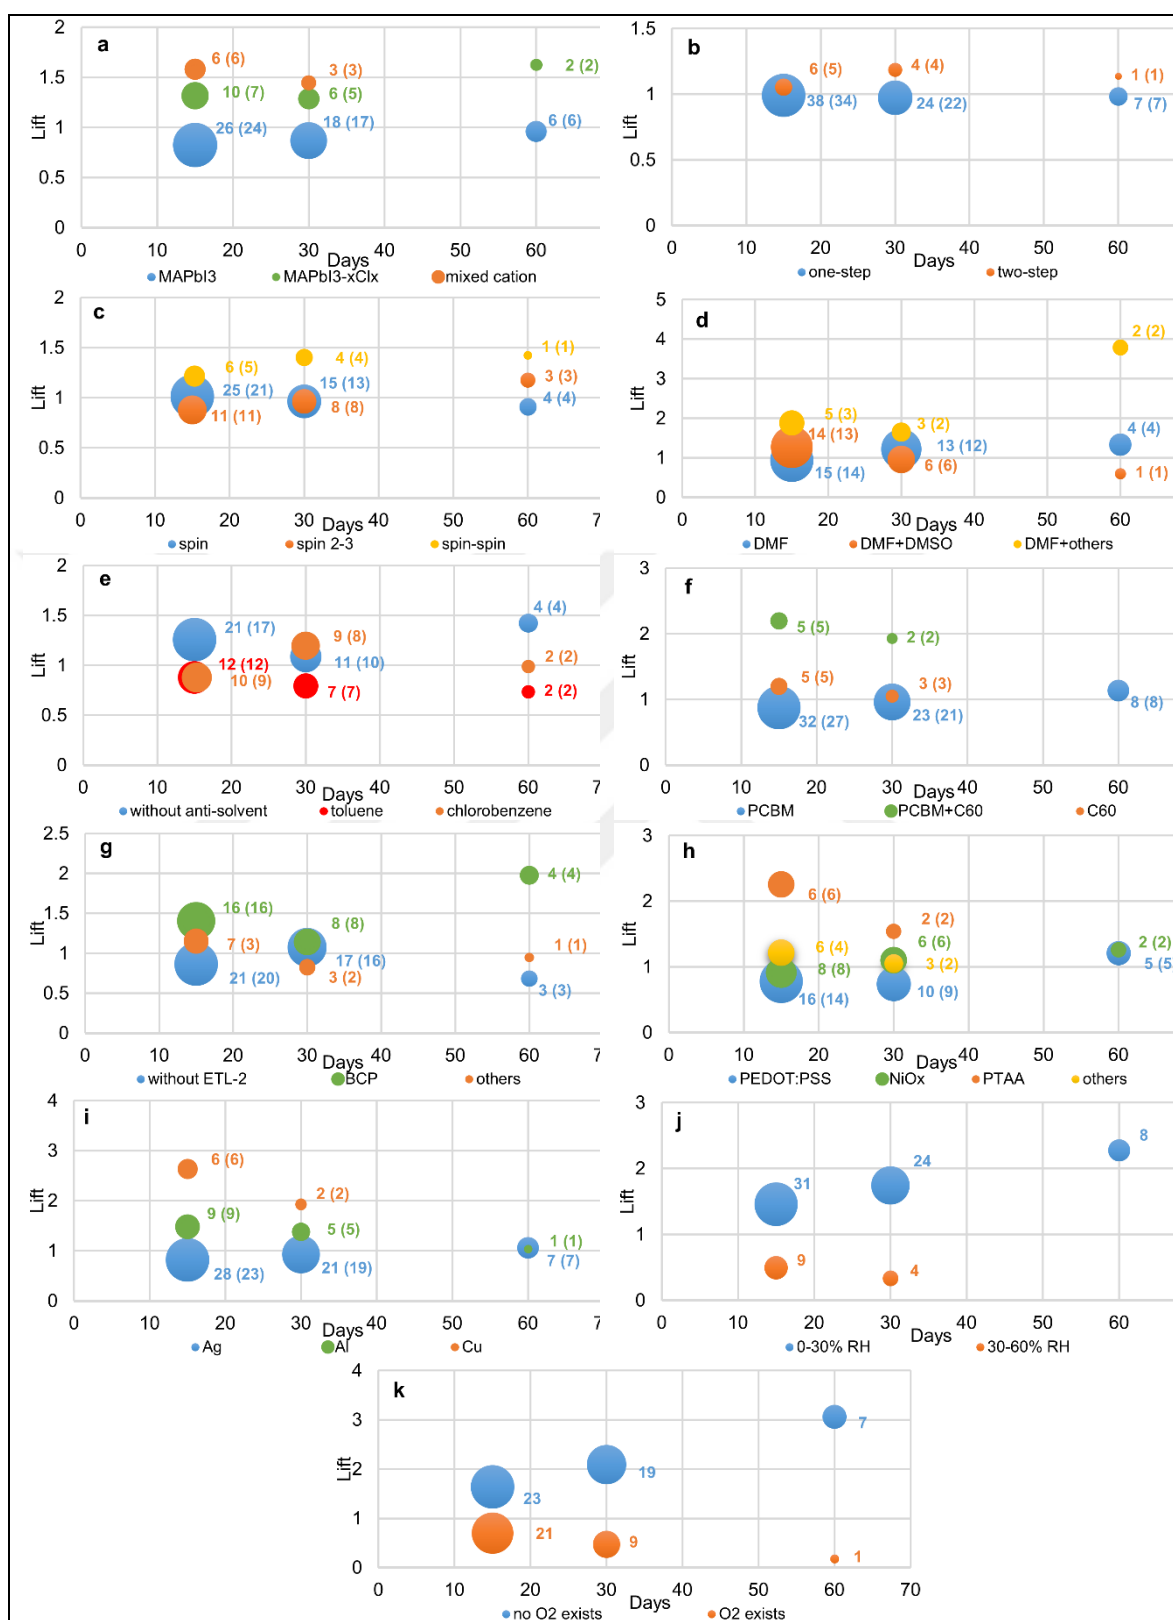 a
2
1.5
1
0.5
0
Lift
6 (6)
10 (7)
26 (24)
3 (3)
6 (5)
18 (17)
2 (2)
6 (6)
0 10 20 30 40 50 60
Days
MAPbI3 MAPbI3-xClx mixed cation
b
1.5
1
0.5
0
Lift
6 (5)
38 (34)
4 (4)
24 (22)
1 (1)
7 (7)
0 10 20 30 40 50 60
Days
one-step two-step
c
2
1.5
1
0.5
0
Lift
6 (5)
25 (21)
11 (11)
4 (4)
15 (13)
8 (8)
1 (1)
3 (3)
4 (4)
0 10 20 30 40 50 60 7
Days
spin spin 2-3 spin-spin
d
5
4
3
2
1
0
Lift
5 (3)
14 (13)
15 (14)
3 (2)
13 (12)
6 (6)
2 (2)
4 (4)
1 (1)
0 10 20 30 40 50 60
Days
DMF DMF+DMSO DMF+others
e
2
1.5
1
0.5
0
Lift
21 (17)
12 (12)
10 (9)
9 (8)
11 (10)
7 (7)
4 (4)
2 (2)
2 (2)
0 10 20 30 40 50 60 7
Days
without anti-solvent toluene chlorobenzene
f
3
2
1
0
Lift
5 (5)
5 (5)
32 (27)
2 (2)
3 (3)
23 (21)
8 (8)
0 10 20 30 40 50 60
Days
PCBM PCBM+C60 C60
g
2.5
2
1.5
1
0.5
0
Lift
16 (16)
7 (3)
21 (20)
8 (8)
17 (16)
3 (2)
4 (4)
1 (1)
3 (3)
0 10 20 30 40 50 60 7
Days
without ETL-2 BCP others
h
3
2
1
0
Lift
6 (6)
6 (4)
8 (8)
16 (14)
2 (2)
6 (6)
3 (2)
10 (9)
2 (2)
5 (5
0 10 20 30 40 50 60
Days
PEDOT:PSS NiOx PTAA others
i
4
3
2
1
0
Lift
6 (6)
9 (9)
28 (23)
2 (2)
5 (5)
21 (19)
1 (1)
7 (7)
0 10 20 30 40 50 60 7
Days
Ag Al Cu
j
3
2
1
0
Lift
31
9
24
4
8
0 10 20 30 40 50 60
Days
0-30% RH 30-60% RH
k
4
3
2
1
0
Lift
23
21
19
9
7
1
0 10 20 30 40 50 60 70
Days
no O2 exists O2 exists